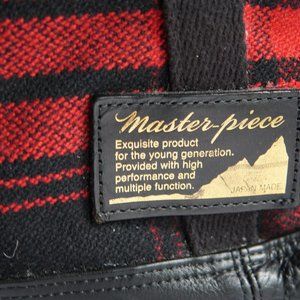 master-piece
Exquisite product
for the young generation.
Provided with high
performance and
multiple function.
JAPAN MADE